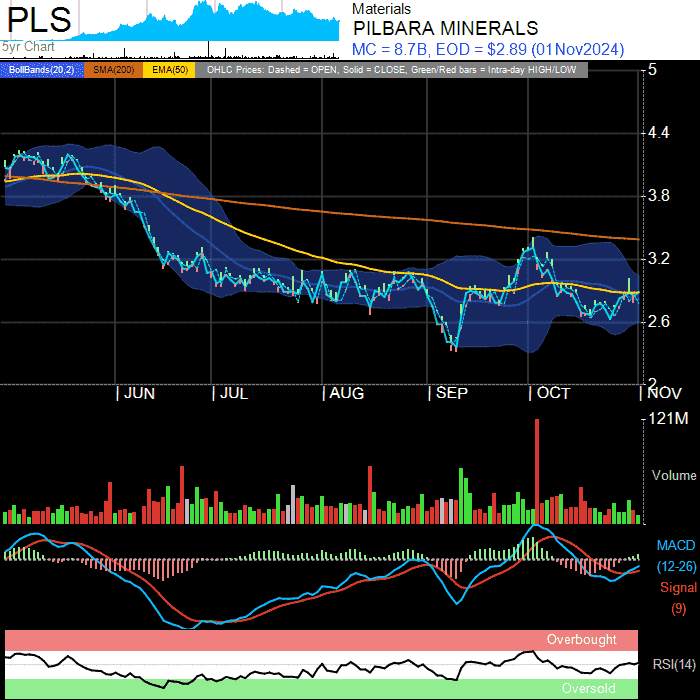 PLS
5yr Chart
Materials
PILBARA MINERALS
MC = 8.7B, EOD = $2.89 (01Nov2024)
BollBands(20,2) SMA(200) EMA(50) OHLC Prices: Dashed = OPEN, Solid = CLOSE, Green/Red bars = Intra-day HIGH/LOW
5
4.4
3.8
3.2
2.6
2
JUN JUL AUG SEP OCT NOV
121M
Volume
MACD
(12-26)
Signal
(9)
Overbought
RSI(14)
Oversold